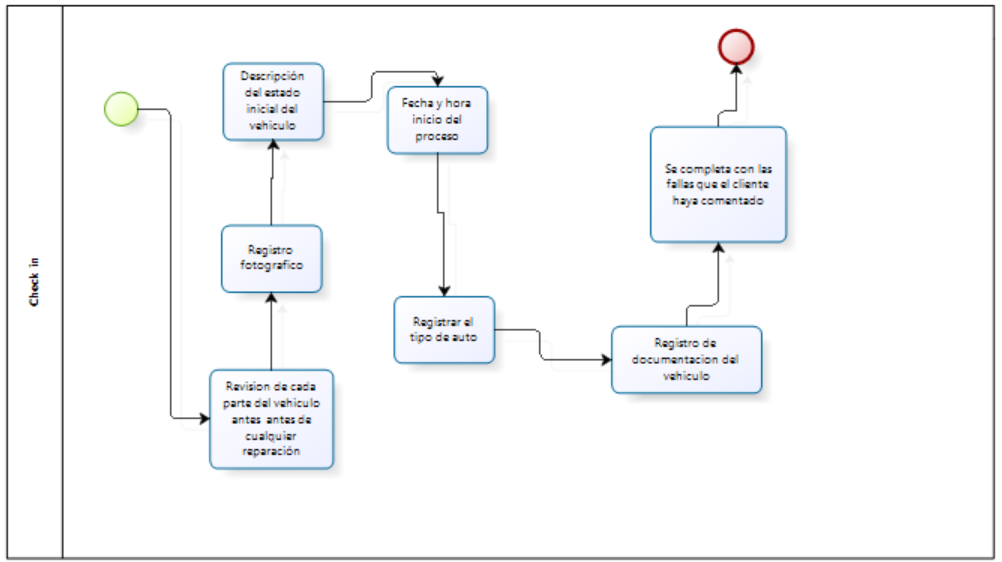 Check in
Revision de cada
parte del vehiculo
antes antes de
cualquier
reparación
Registro
fotografico
Descripción
del estado
inicial del
vehiculo
Fecha y hora
inicio del
proceso
Registrar el
tipo de auto
Registro de
documentacion del
vehiculo
Se completa con las
fallas que el cliente
haya comentado